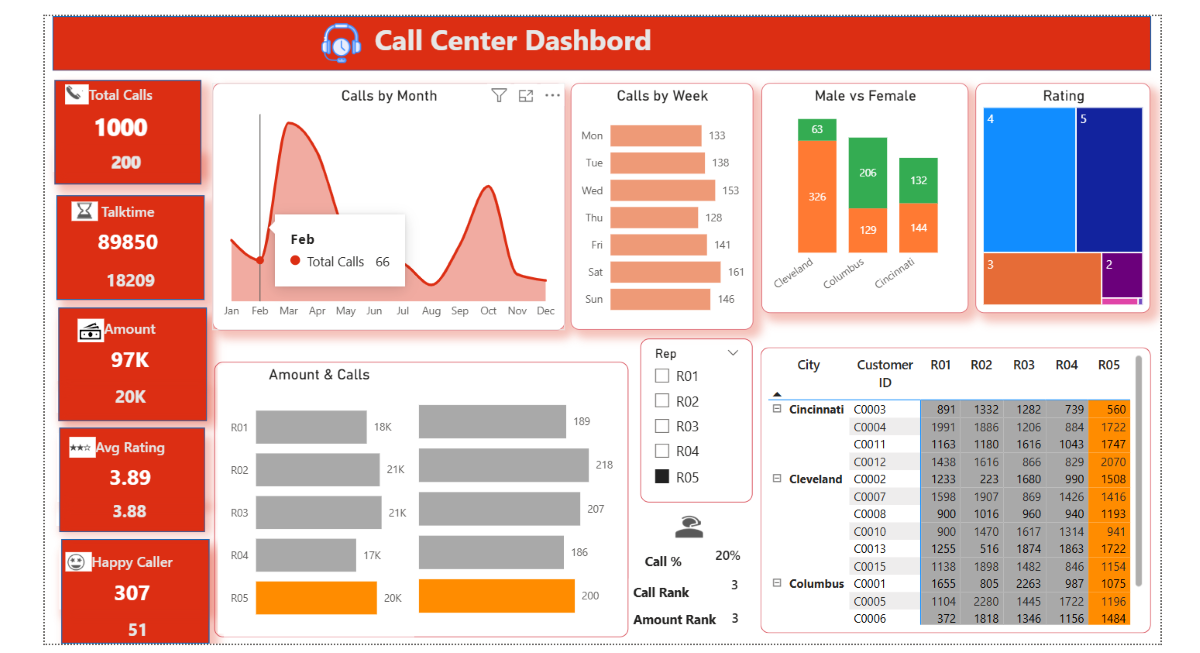 Call Center Dashbord
Total Calls
1000
200
Talktime
89850
18209
Amount
97K
20K
Avg Rating
3.89
3.88
Happy Caller
307
51
Calls by Month
Feb
Total Calls 66
Jan Feb Mar Apr May Jun Jul Aug Sep Oct Nov Dec
Calls by Week
Mon 133
Tue 138
Wed 153
Thu 128
Fri 141
Sat 161
Sun 146
Male vs Female
63
326
206
129
132
144
Cleveland
Columbus
Cincinnati
Rating
4
5
3
2
Amount & Calls
R01 18K 189
R02 21K 218
R03 21K 207
R04 17K 186
R05 20K 200
Rep
R01
R02
R03
R04
R05
Call % 20%
Call Rank 3
Amount Rank 3
City Customer ID R01 R02 R03 R04 R05
Cincinnati C0003 891 1332 1282 739 560
C0004 1991 1886 1206 884 1722
C0011 1163 1180 1616 1043 1747
C0012 1438 1616 866 829 2070
Cleveland C0002 1233 223 1680 990 1508
C0007 1598 1907 869 1426 1416
C0008 900 1016 960 940 1193
C0010 900 1470 1617 1314 941
C0013 1255 516 1874 1863 1722
C0015 1138 1898 1482 846 1154
Columbus C0001 1655 805 2263 987 1075
C0005 1104 2280 1445 1722 1196
C0006 372 1818 1346 1156 1484